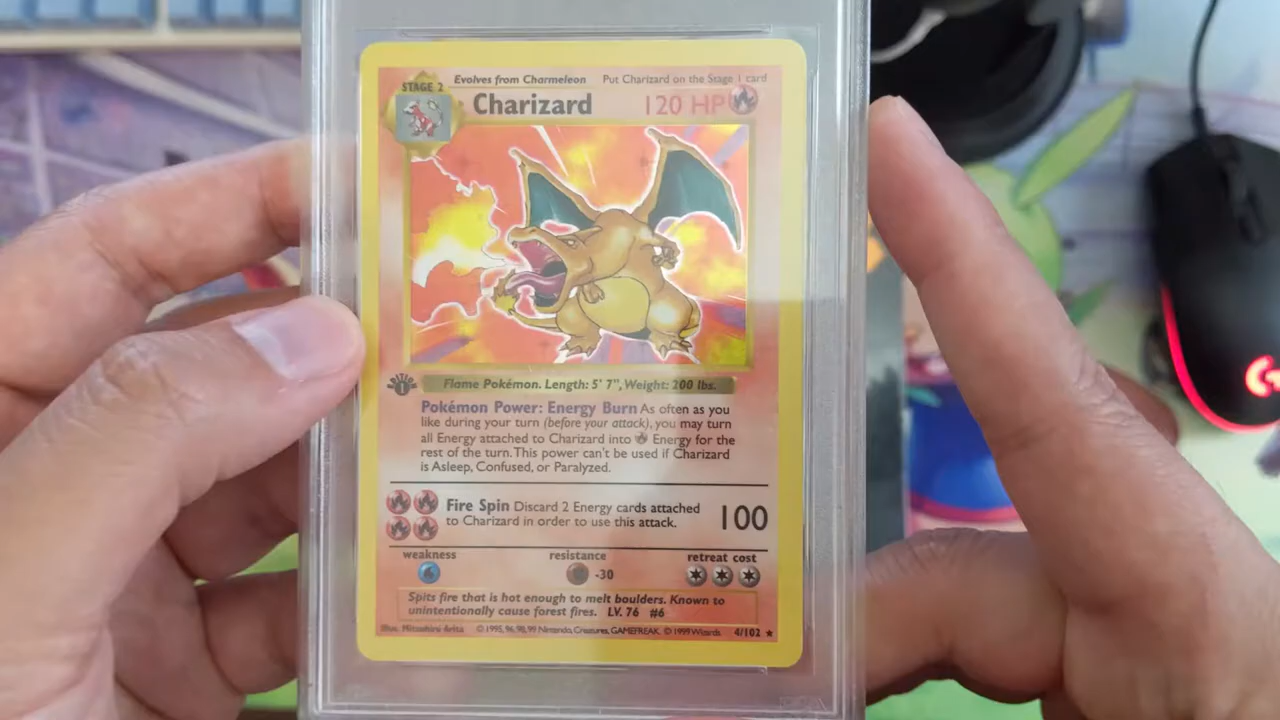 Evolves from Charmeleon Put Charizard on the Stage 1 card
STAGE 2
Charizard 120 HP
EDITION
1
Flame Pokémon. Length: 5' 7", Weight: 200 lbs.
Pokémon Power: Energy Burn As often as you
like during your turn (before your attack), you may turn
all Energy attached to Charizard into Energy for the
rest of the turn. This power can't be used if Charizard
is Asleep, Confused, or Paralyzed.
Fire Spin Discard 2 Energy cards attached
to Charizard in order to use this attack. 100
weakness resistance retreat cost
-30
Spits fire that is hot enough to melt boulders. Known to
unintentionally cause forest fires. LV. 76 #6
Illus. Mitsuhiro Arita © 1995, 96, 98, 99 Nintendo, Creatures, GAMEFREAK. © 1999 Wizards 4/102
G